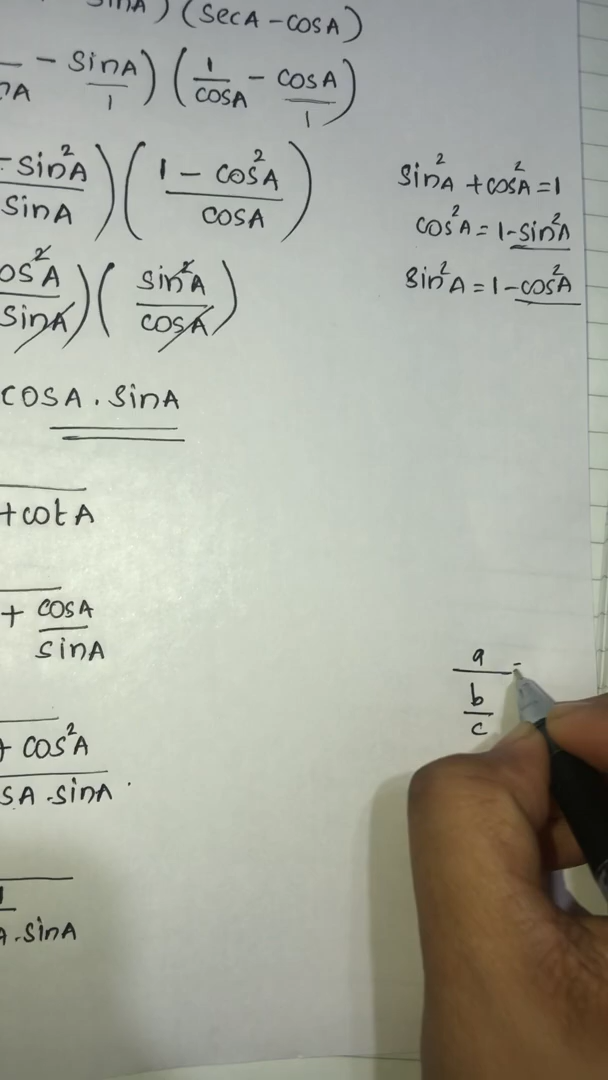 sinA) (secA - cosA)
- sinA/1) (1/cosA - cosA/1)
- sin²A/sinA) (1 - cos²A/cosA)
sin²A + cos²A = 1
cos²A = 1 - sin²A
sin²A = 1 - cos²A
os²A/sinA) (sin²A/cosA)
cosA . sinA
+ cotA
+ cosA/sinA
a/(b/c) =
+ cos²A
sA . sinA
1
A . sinA